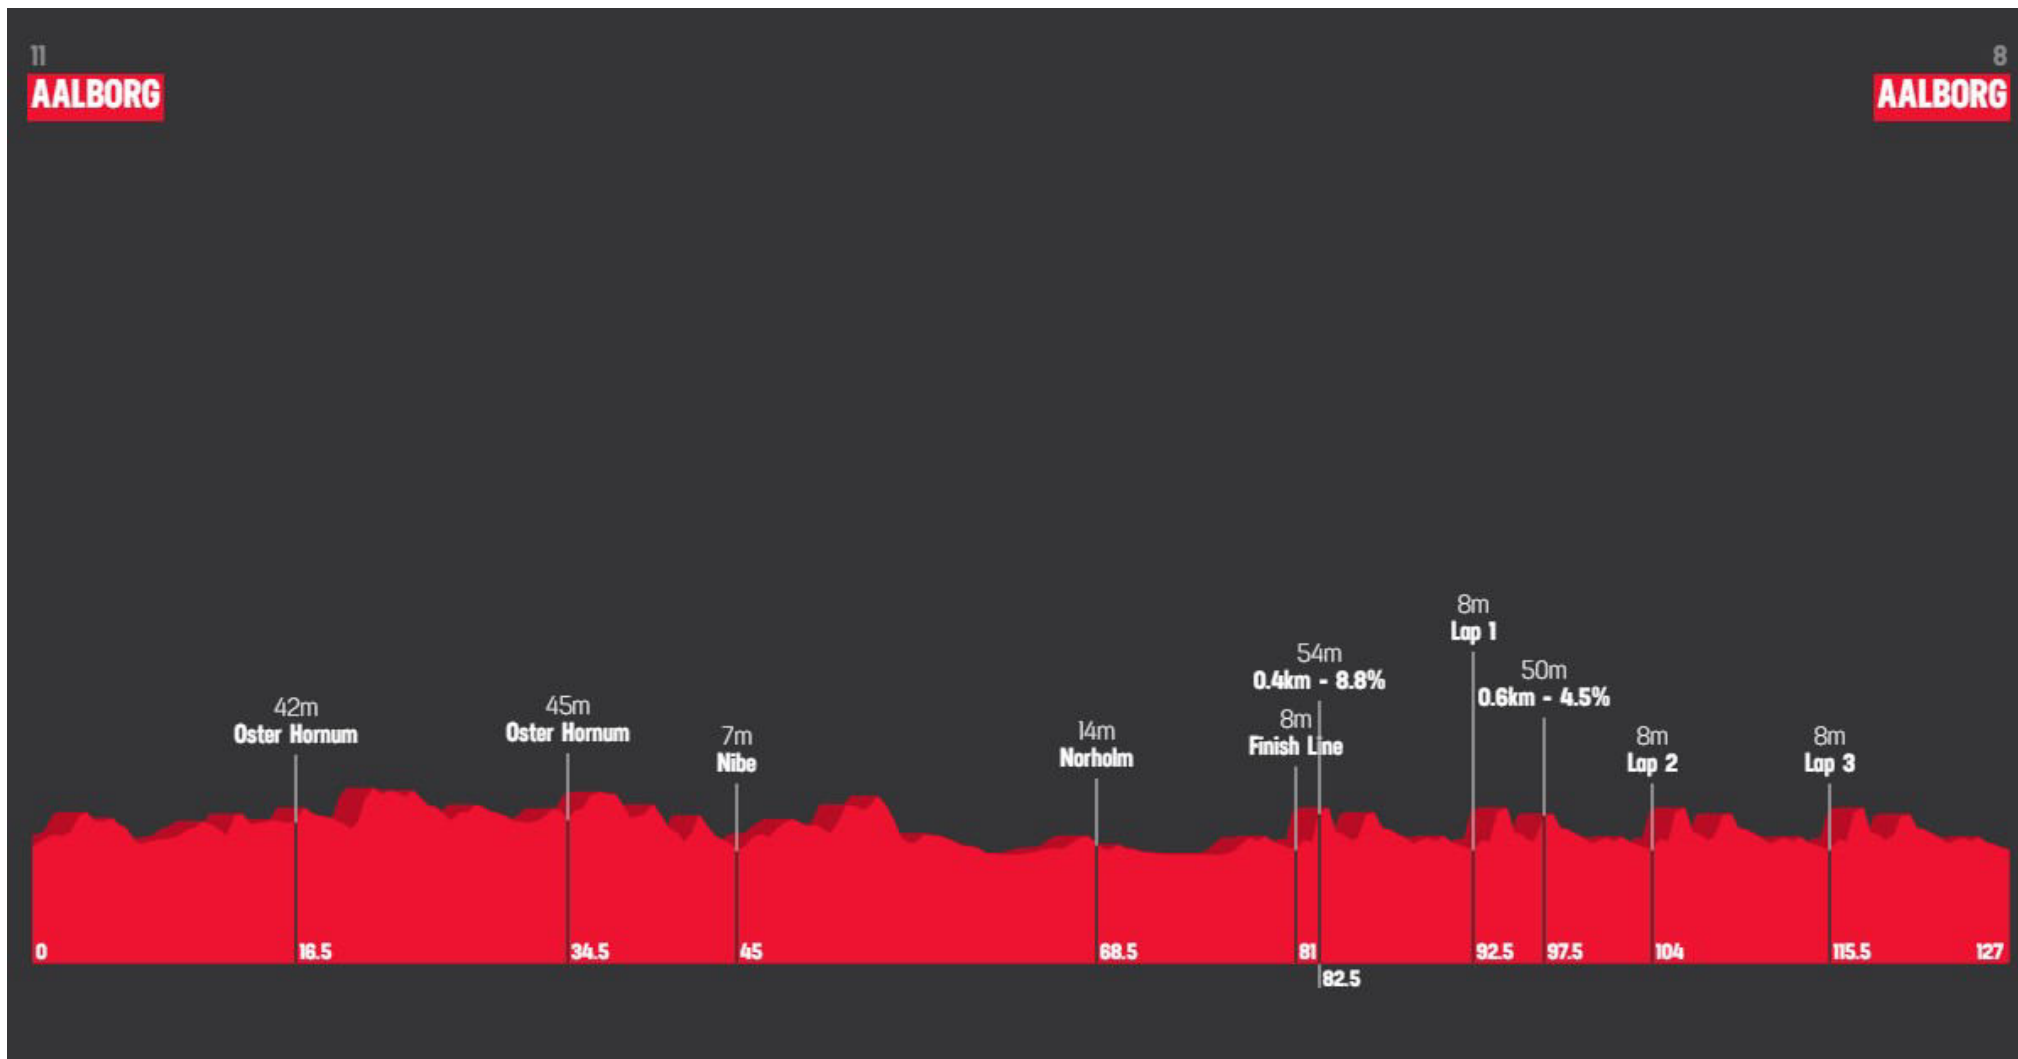 11
AALBORG
8
AALBORG
42m
Oster Hornum
45m
Oster Hornum
7m
Nibe
14m
Norholm
8m
Finish Line
54m
0.4km - 8.8%
8m
Lap 1
50m
0.6km - 4.5%
8m
Lap 2
8m
Lap 3
0
16.5
34.5
45
68.5
81
82.5
92.5
97.5
104
115.5
127